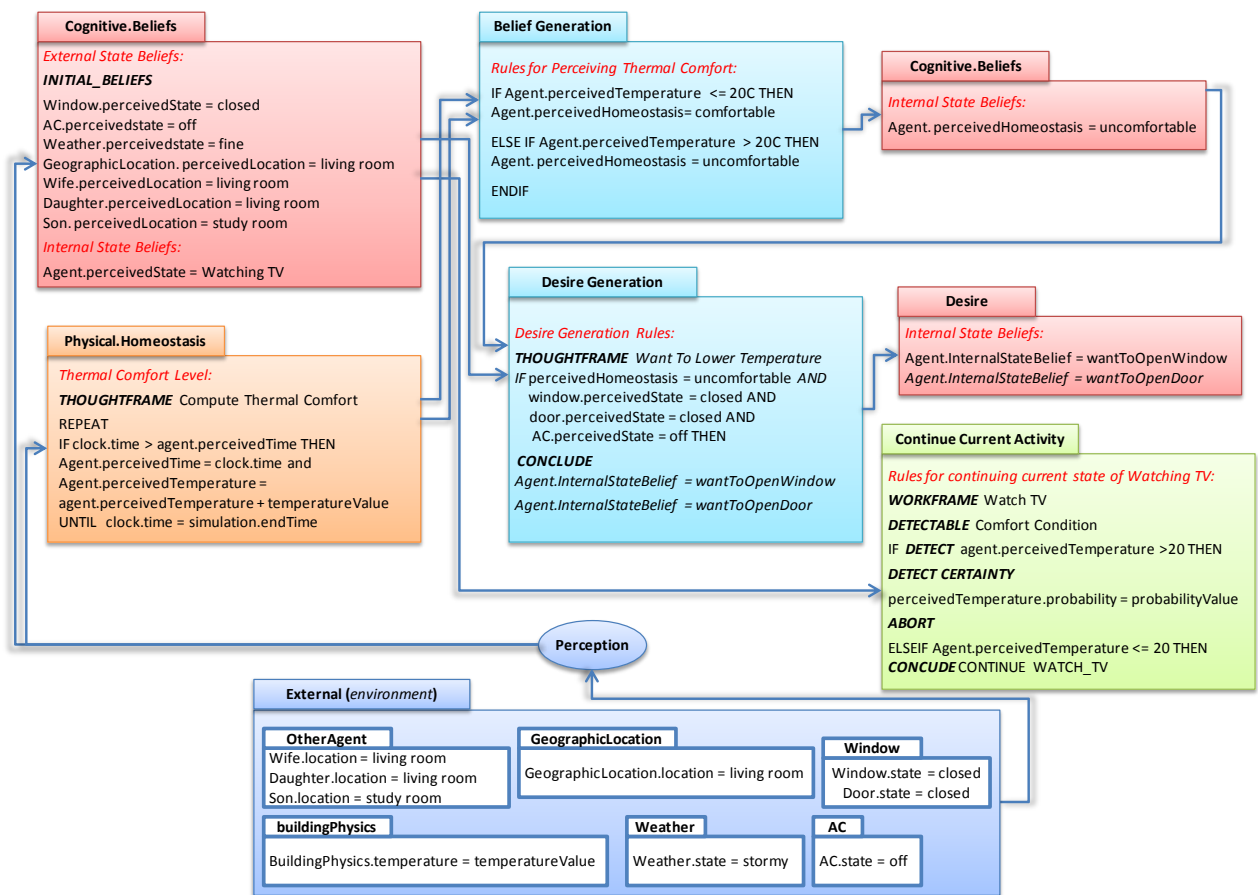 Cognitive.Beliefs
External State Beliefs:
INITIAL_BELIEFS
Window.perceivedState = closed
AC.perceivedstate = off
Weather.perceivedstate = fine
GeographicLocation. perceivedLocation = living room
Wife.perceivedLocation = living room
Daughter.perceivedLocation = living room
Son. perceivedLocation = study room
Internal State Beliefs:
Agent.perceivedState = Watching TV
Belief Generation
Rules for Perceiving Thermal Comfort:
IF Agent.perceivedTemperature <= 20C THEN
Agent.perceivedHomeostasis= comfortable
ELSE IF Agent.perceivedTemperature > 20C THEN
Agent. perceivedHomeostasis = uncomfortable
ENDIF
Cognitive.Beliefs
Internal State Beliefs:
Agent. perceivedHomeostasis = uncomfortable
Physical.Homeostasis
Thermal Comfort Level:
THOUGHTFRAME Compute Thermal Comfort
REPEAT
IF clock.time > agent.perceivedTime THEN
Agent.perceivedTime = clock.time and
Agent.perceivedTemperature =
agent.perceivedTemperature + temperatureValue
UNTIL clock.time = simulation.endTime
Desire Generation
Desire Generation Rules:
THOUGHTFRAME Want To Lower Temperature
IF perceivedHomeostasis = uncomfortable AND
window.perceivedState = closed AND
door.perceivedState = closed AND
AC.perceivedState = off THEN
CONCLUDE
Agent.InternalStateBelief = wantToOpenWindow
Agent.InternalStateBelief = wantToOpenDoor
Desire
Internal State Beliefs:
Agent.InternalStateBelief = wantToOpenWindow
Agent.InternalStateBelief = wantToOpenDoor
Continue Current Activity
Rules for continuing current state of Watching TV:
WORKFRAME Watch TV
DETECTABLE Comfort Condition
IF DETECT agent.perceivedTemperature >20 THEN
DETECT CERTAINTY
perceivedTemperature.probability = probabilityValue
ABORT
ELSEIF Agent.perceivedTemperature <= 20 THEN
CONCUDE CONTINUE WATCH_TV
Perception
External (environment)
OtherAgent
Wife.location = living room
Daughter.location = living room
Son.location = study room
GeographicLocation
GeographicLocation.location = living room
Window
Window.state = closed
Door.state = closed
buildingPhysics
BuildingPhysics.temperature = temperatureValue
Weather
Weather.state = stormy
AC
AC.state = off